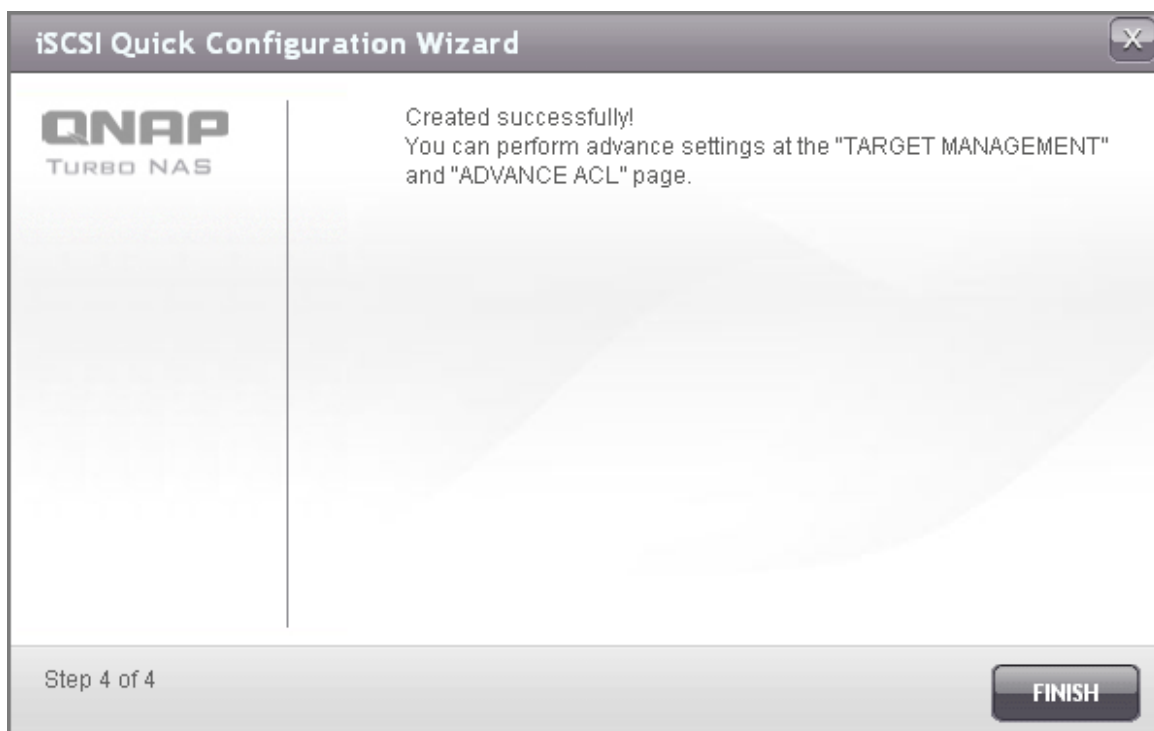 iSCSI Quick Configuration Wizard
X
QNAP
TURBO NAS
Created successfully!
You can perform advance settings at the "TARGET MANAGEMENT"
and "ADVANCE ACL" page.
Step 4 of 4
FINISH